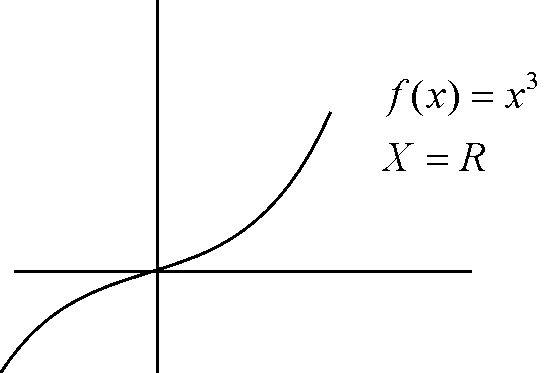 f(x) = x³
X = R